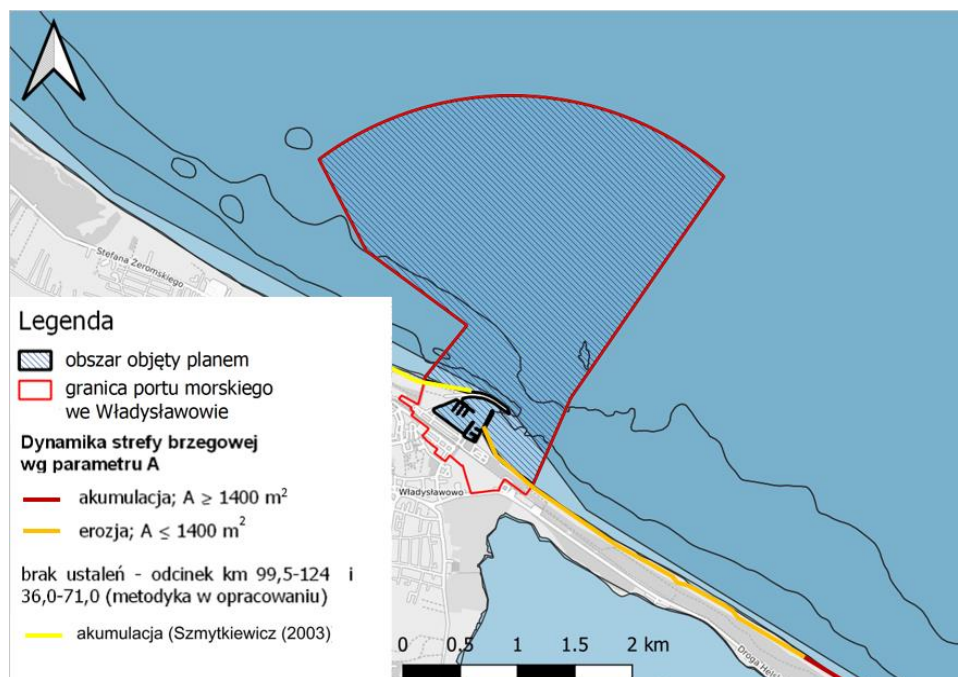 Stefana Żeromskiego
Legenda
obszar objęty planem
granica portu morskiego
we Władysławowie
Dynamika strefy brzegowej
wg parametru A
akumulacja; A ≥ 1400 m²
erozja; A ≤ 1400 m²
brak ustaleń - odcinek km 99,5-124 i
36,0-71,0 (metodyka w opracowaniu)
akumulacja (Szmytkiewicz (2003)
Władysławowo
0 0.5 1 1.5 2 km
Droga Hels